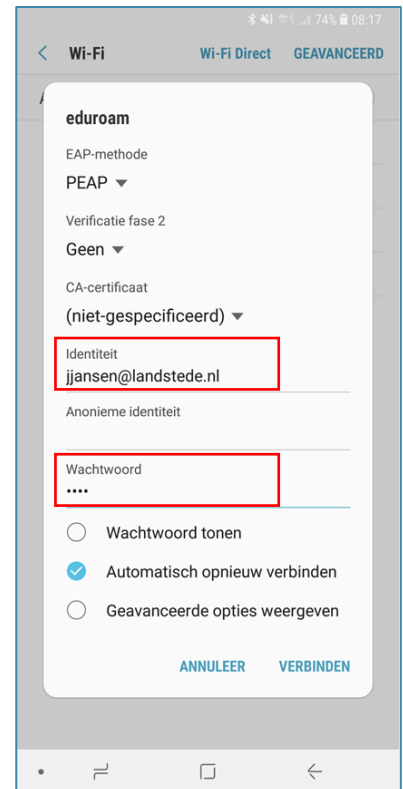 74% 08:17
Wi-Fi Wi-Fi Direct GEAVANCEERD
A
eduroam
EAP-methode
PEAP
Verificatie fase 2
Geen
CA-certificaat
(niet-gespecificeerd)
Identiteit
jjansen@landstede.nl
Anonieme identiteit
Wachtwoord
••••
Wachtwoord tonen
Automatisch opnieuw verbinden
Geavanceerde opties weergeven
ANNULEER VERBINDEN